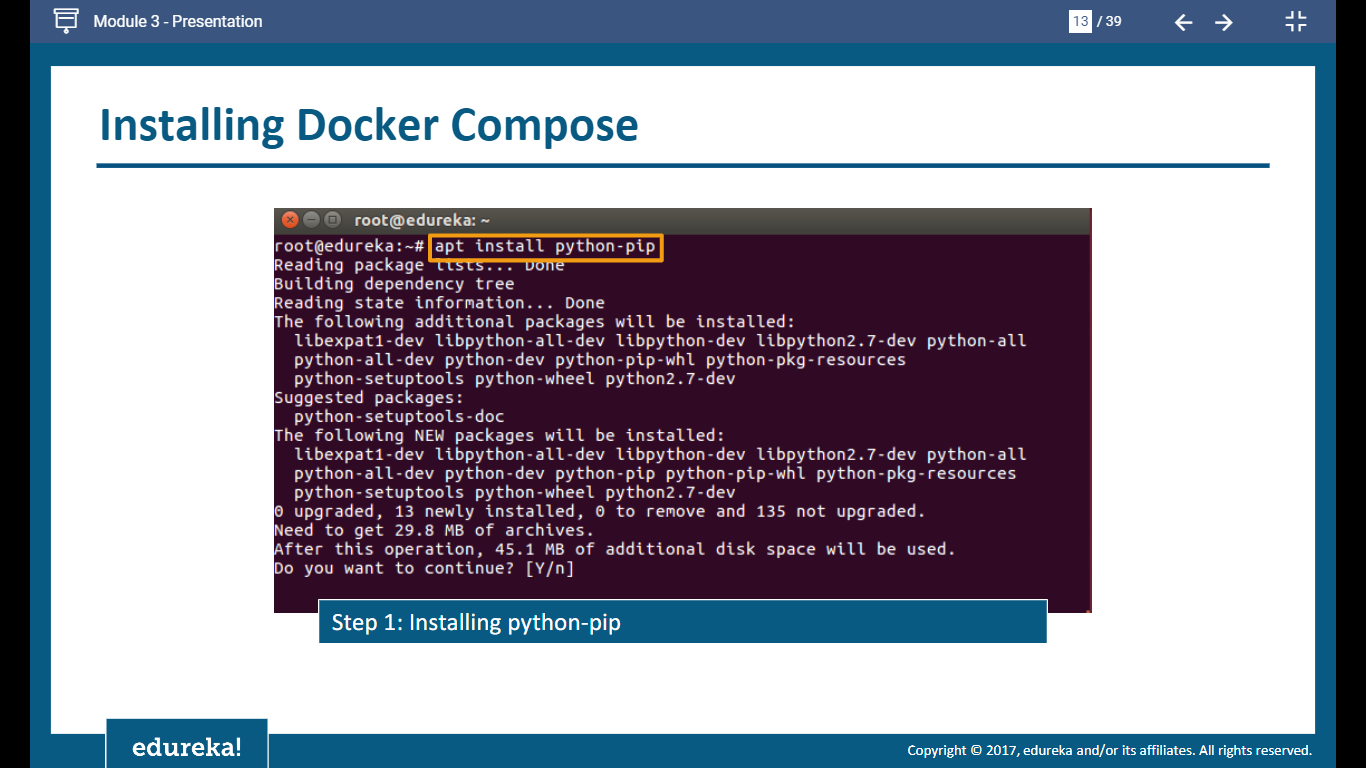 Module 3 - Presentation
13 / 39
Installing Docker Compose
root@edureka: ~
root@edureka:~# apt install python-pip
Reading package lists... Done
Building dependency tree
Reading state information... Done
The following additional packages will be installed:
libexpat1-dev libpython-all-dev libpython-dev libpython2.7-dev python-all
python-all-dev python-dev python-pip-whl python-pkg-resources
python-setuptools python-wheel python2.7-dev
Suggested packages:
python-setuptools-doc
The following NEW packages will be installed:
libexpat1-dev libpython-all-dev libpython-dev libpython2.7-dev python-all
python-all-dev python-dev python-pip python-pip-whl python-pkg-resources
python-setuptools python-wheel python2.7-dev
0 upgraded, 13 newly installed, 0 to remove and 135 not upgraded.
Need to get 29.8 MB of archives.
After this operation, 45.1 MB of additional disk space will be used.
Do you want to continue? [Y/n]
Step 1: Installing python-pip
edureka!
Copyright © 2017, edureka and/or its affiliates. All rights reserved.